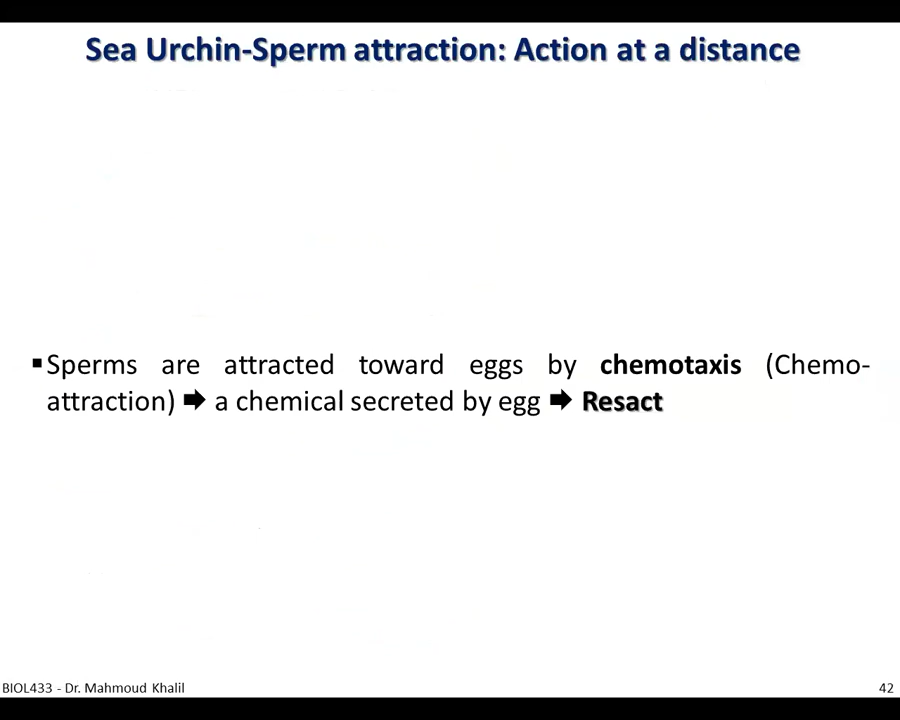 Sea Urchin-Sperm attraction: Action at a distance
▪Sperms are attracted toward eggs by chemotaxis (Chemo-
attraction) 🡆 a chemical secreted by egg 🡆 Resact
BIOL433 - Dr. Mahmoud Khalil
42